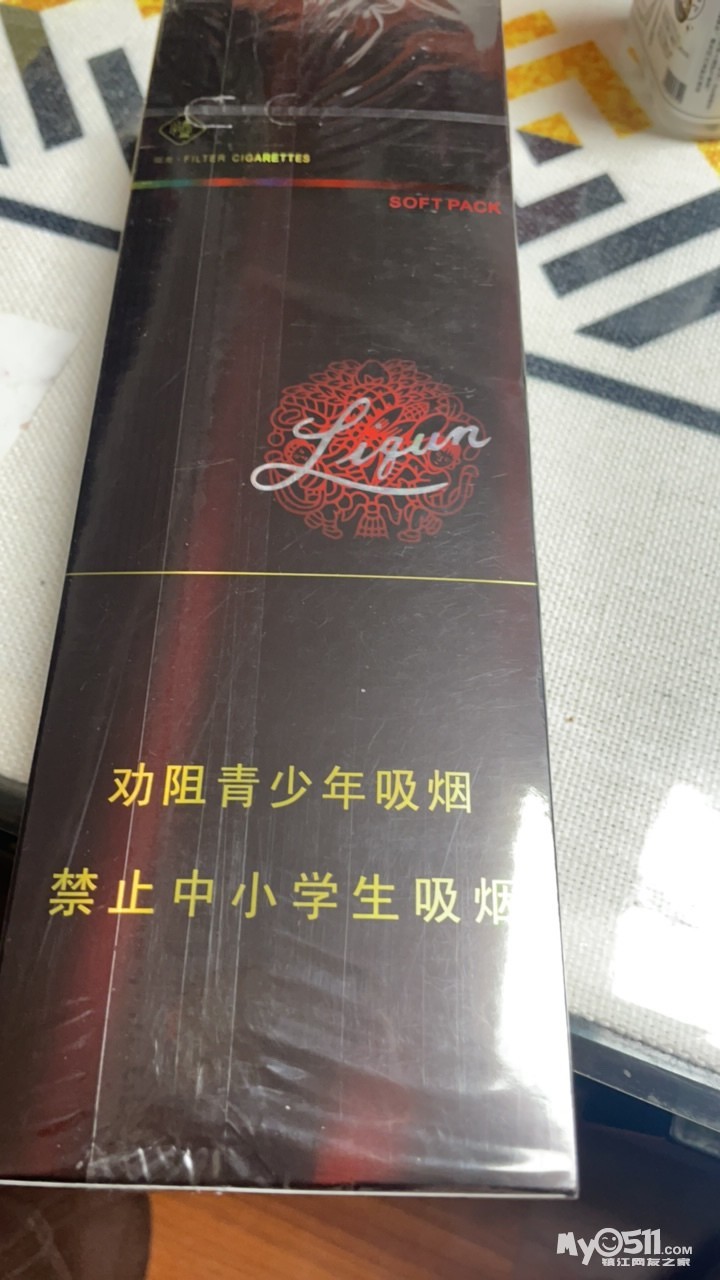 FILTER CIGARETTES
SOFT PACK
Liqun
劝阻青少年吸烟
禁止中小学生吸烟
MyO511.COM
镇江网友之家